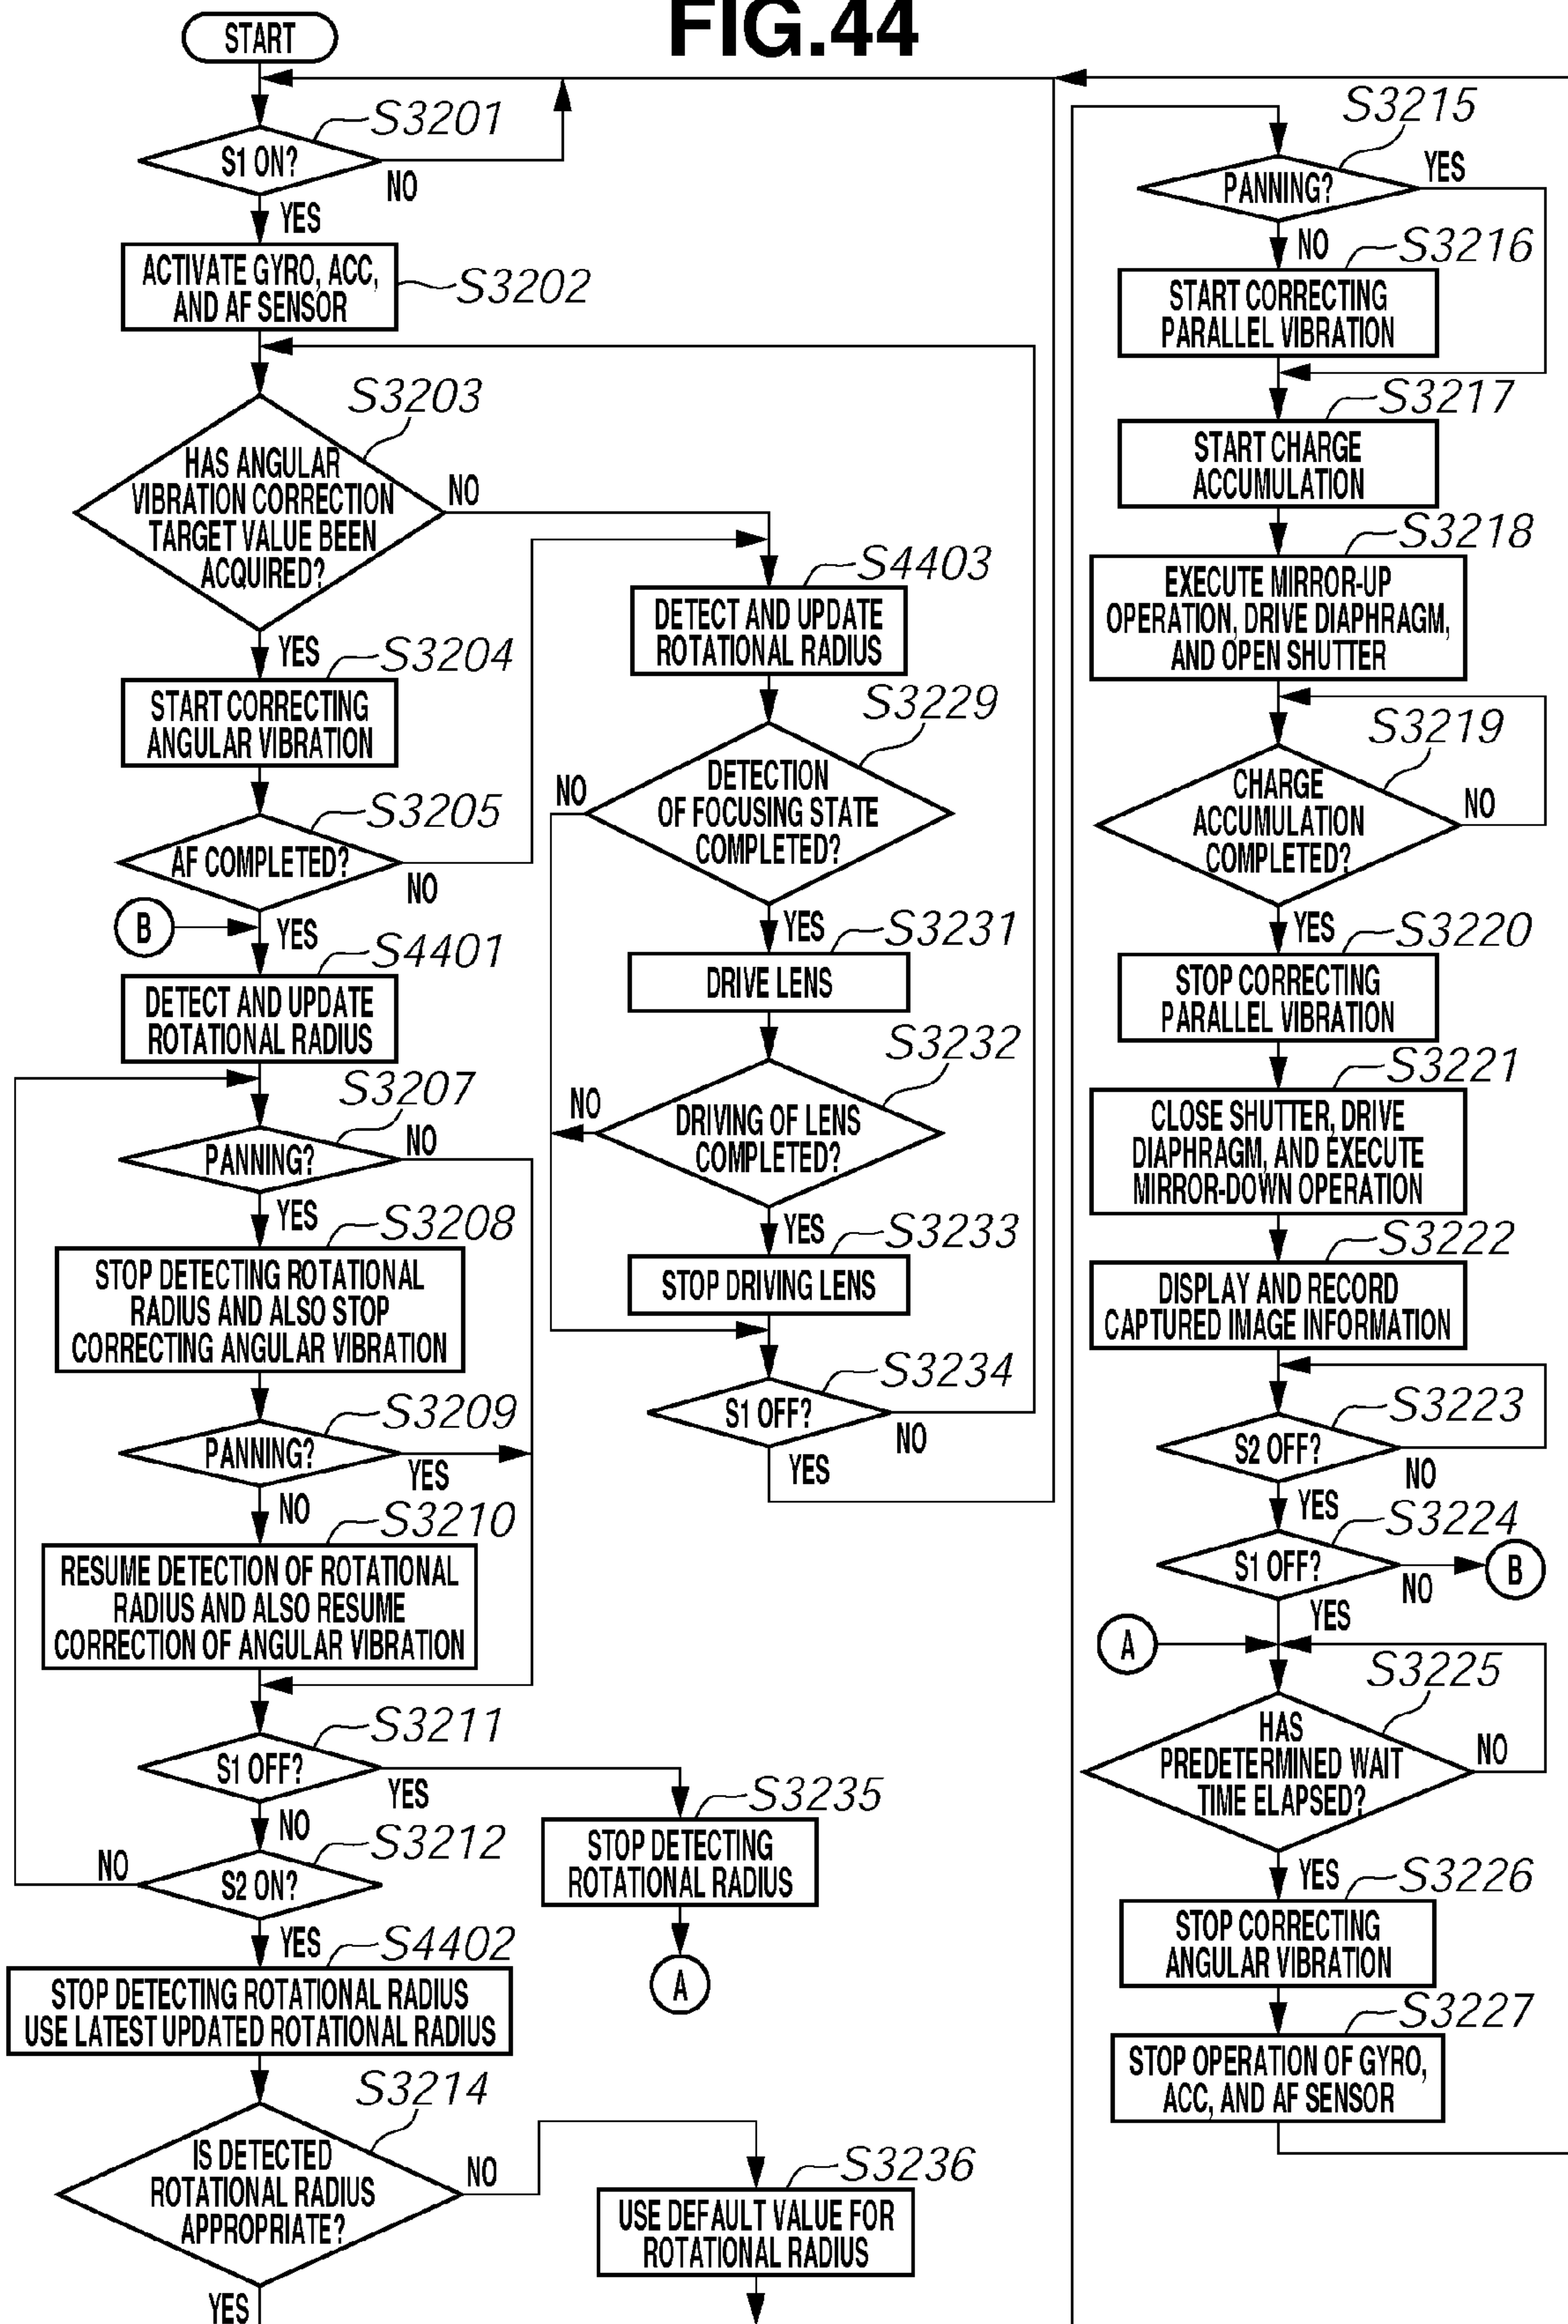 FIG.44
START
S3201
S1 ON?
NO
YES
ACTIVATE GYRO, ACC,
AND AF SENSOR
S3202
S3203
HAS ANGULAR
VIBRATION CORRECTION
TARGET VALUE BEEN
ACQUIRED?
NO
YES
S3204
START CORRECTING
ANGULAR VIBRATION
S3205
AF COMPLETED?
NO
B
YES
S4401
DETECT AND UPDATE
ROTATIONAL RADIUS
S3207
PANNING?
NO
YES
S3208
STOP DETECTING ROTATIONAL
RADIUS AND ALSO STOP
CORRECTING ANGULAR VIBRATION
S3209
PANNING?
YES
NO
S3210
RESUME DETECTION OF ROTATIONAL
RADIUS AND ALSO RESUME
CORRECTION OF ANGULAR VIBRATION
S3211
S1 OFF?
YES
NO
S3212
NO
S2 ON?
YES
S4402
STOP DETECTING ROTATIONAL RADIUS
USE LATEST UPDATED ROTATIONAL RADIUS
S3214
IS DETECTED
ROTATIONAL RADIUS
APPROPRIATE?
NO
YES
S4403
DETECT AND UPDATE
ROTATIONAL RADIUS
S3229
NO
DETECTION
OF FOCUSING STATE
COMPLETED?
YES
S3231
DRIVE LENS
S3232
NO
DRIVING OF LENS
COMPLETED?
YES
S3233
STOP DRIVING LENS
S3234
S1 OFF?
NO
YES
S3235
STOP DETECTING
ROTATIONAL RADIUS
A
S3236
USE DEFAULT VALUE FOR
ROTATIONAL RADIUS
S3215
PANNING?
YES
NO
S3216
START CORRECTING
PARALLEL VIBRATION
S3217
START CHARGE
ACCUMULATION
S3218
EXECUTE MIRROR-UP
OPERATION, DRIVE DIAPHRAGM,
AND OPEN SHUTTER
S3219
CHARGE
ACCUMULATION
COMPLETED?
NO
YES
S3220
STOP CORRECTING
PARALLEL VIBRATION
S3221
CLOSE SHUTTER, DRIVE
DIAPHRAGM, AND EXECUTE
MIRROR-DOWN OPERATION
S3222
DISPLAY AND RECORD
CAPTURED IMAGE INFORMATION
S3223
S2 OFF?
NO
YES
S3224
S1 OFF?
NO
B
YES
A
S3225
HAS
PREDETERMINED WAIT
TIME ELAPSED?
NO
YES
S3226
STOP CORRECTING
ANGULAR VIBRATION
S3227
STOP OPERATION OF GYRO,
ACC, AND AF SENSOR